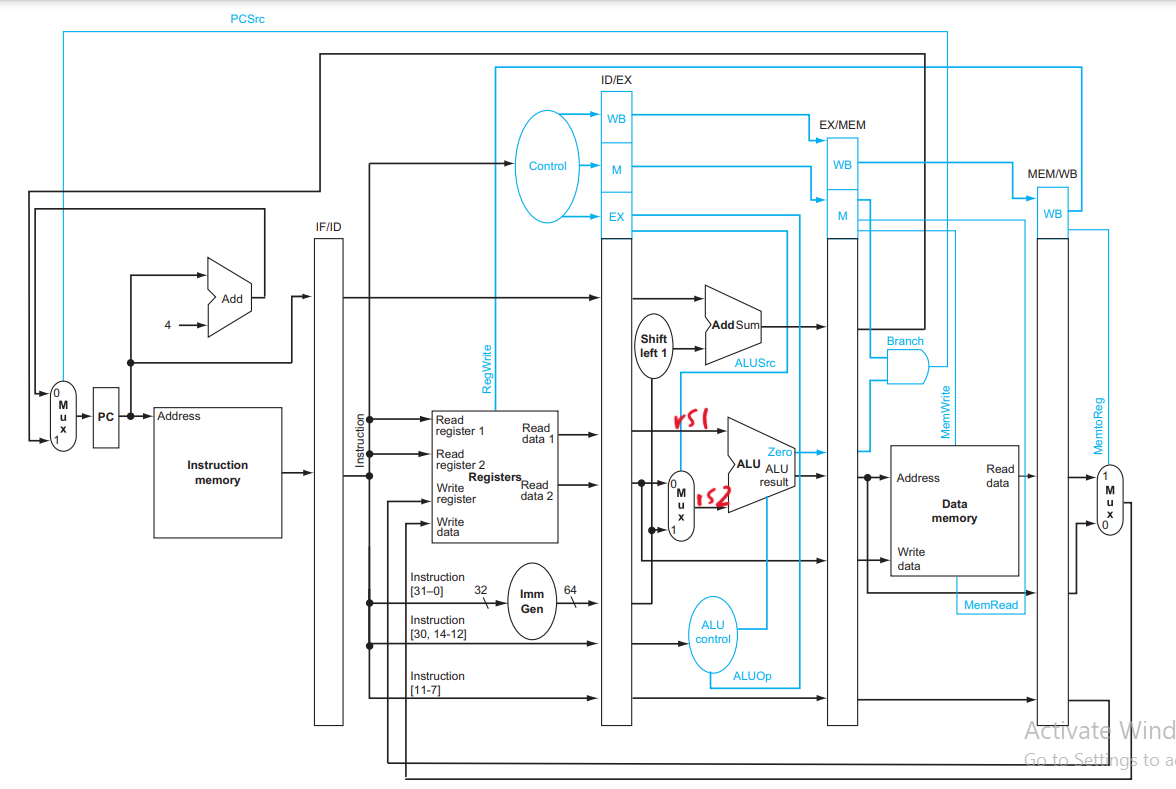 PCSrc
ID/EX
WB
EX/MEM
Control
M
WB
MEM/WB
EX
M
WB
IF/ID
Add
4
Add Sum
Shift
left 1
ALUSrc
Branch
RegWrite
MemWrite
MemtoReg
0
M
u
x
1
PC
Address
Instruction
memory
Instruction
Read
register 1
Read
data 1
Read
register 2
Registers
Write
register
Read
data 2
Write
data
rs1
Zero
ALU
ALU
result
0
M
u
x
1
rs2
Address
Read
data
Data
memory
Write
data
1
M
u
x
0
Instruction
[31–0]
32
Imm
Gen
64
Instruction
[30, 14-12]
ALU
control
MemRead
Instruction
[11-7]
ALUOp
Activate Wind
Go to Settings to a